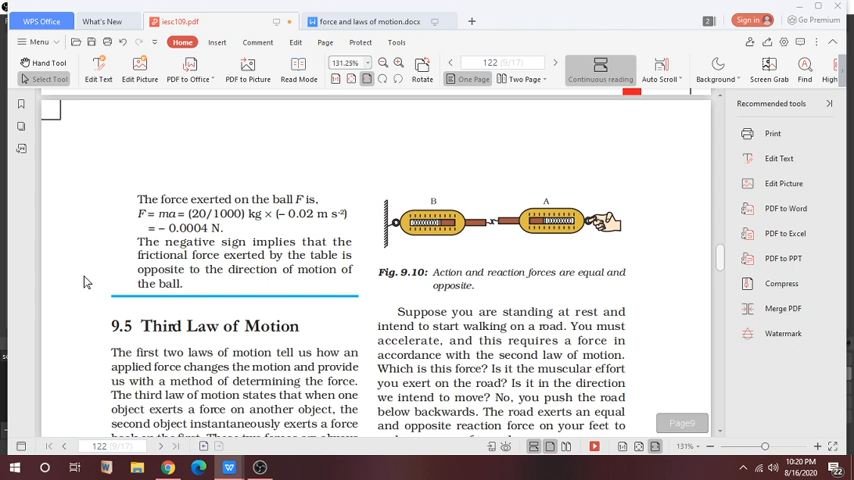 WPS Office
What's New
iesc109.pdf
force and laws of motion.docx
2
Sign in
Go Premium
Menu
Home
Insert
Comment
Edit
Page
Protect
Tools
Hand Tool
Select Text
Edit Text
Edit Picture
PDF to Office
PDF to Picture
Read Mode
131.25%
Rotate
122 (9/17)
One Page
Two Page
Continuous reading
Auto Scroll
Background
Screen Grab
Find
High
Recommended tools
Print
Edit Text
Edit Picture
PDF to Word
PDF to Excel
PDF to PPT
Compress
Merge PDF
Watermark
The force exerted on the ball F is,
F = ma = (20/1000) kg × (– 0.02 m s⁻²)
= – 0.0004 N.
The negative sign implies that the
frictional force exerted by the table is
opposite to the direction of motion of
the ball.
9.5 Third Law of Motion
The first two laws of motion tell us how an
applied force changes the motion and provide
us with a method of determining the force.
The third law of motion states that when one
object exerts a force on another object, the
second object instantaneously exerts a force
B
A
Fig. 9.10: Action and reaction forces are equal and
opposite.
Suppose you are standing at rest and
intend to start walking on a road. You must
accelerate, and this requires a force in
accordance with the second law of motion.
Which is this force? Is it the muscular effort
you exert on the road? Is it in the direction
we intend to move? No, you push the road
below backwards. The road exerts an equal
and opposite reaction force on your feet to
Page9
122 (9/17)
131%
10:20 PM
8/16/2020
22